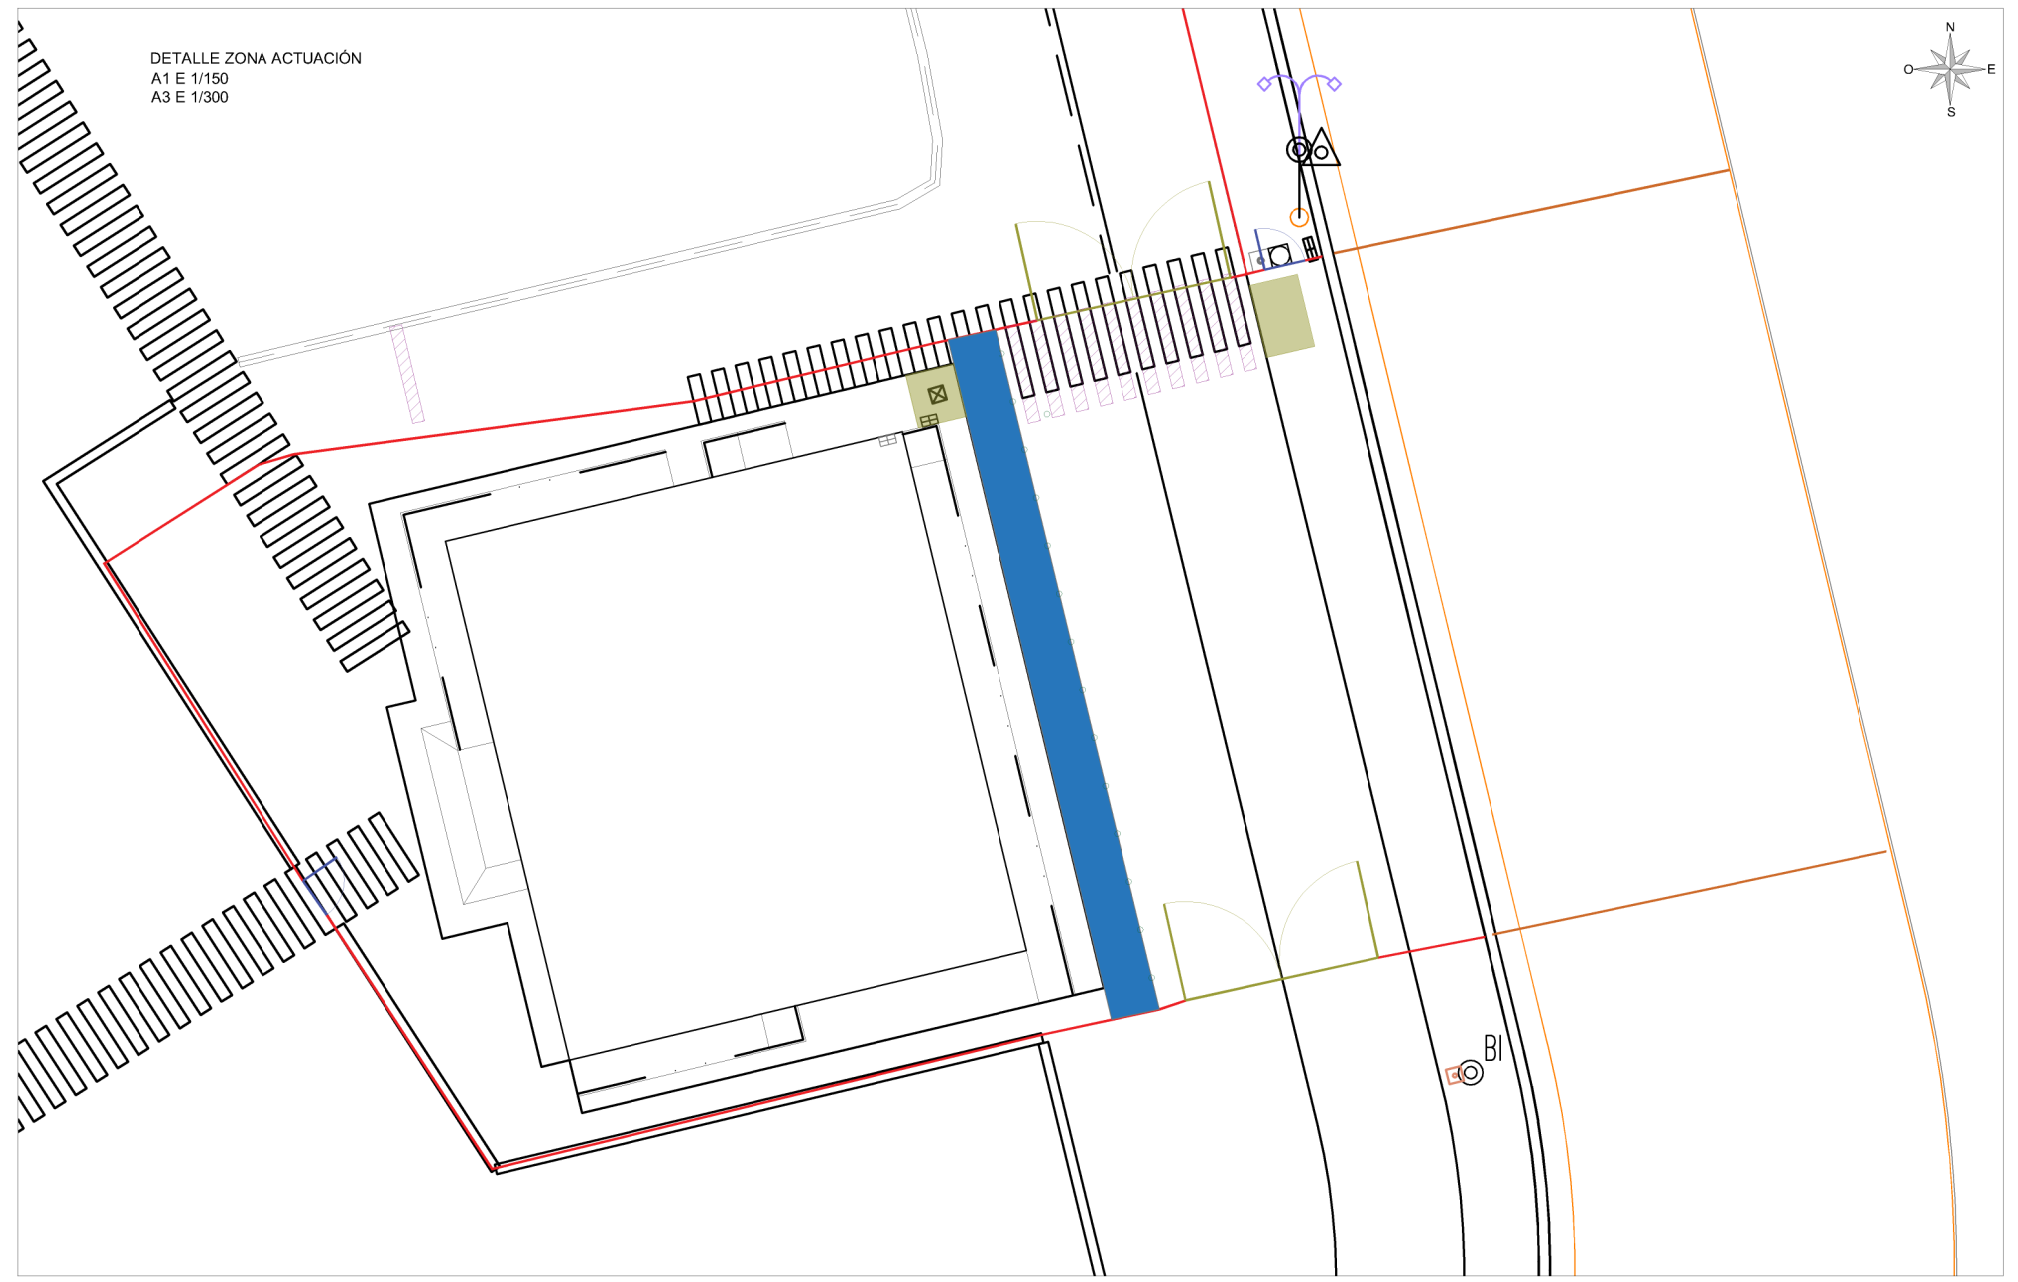 DETALLE ZONA ACTUACIÓN
A1 E 1/150
A3 E 1/300
N
O E
S
BI